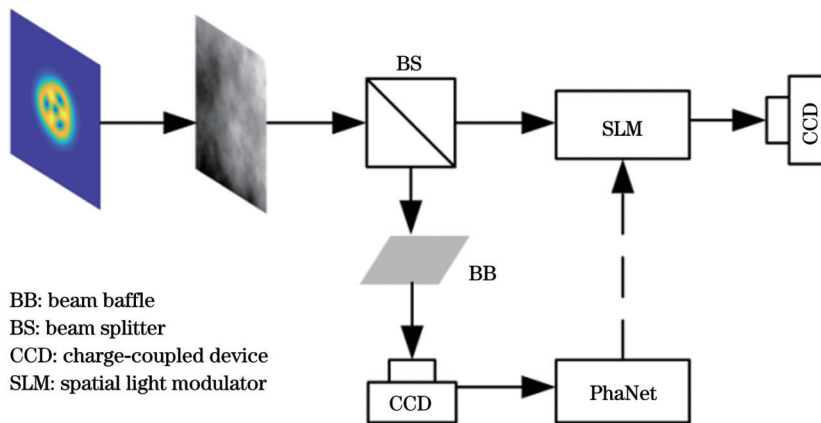 BS
SLM
CCD
BB
BB: beam baffle
BS: beam splitter
CCD: charge-coupled device
SLM: spatial light modulator
CCD
PhaNet